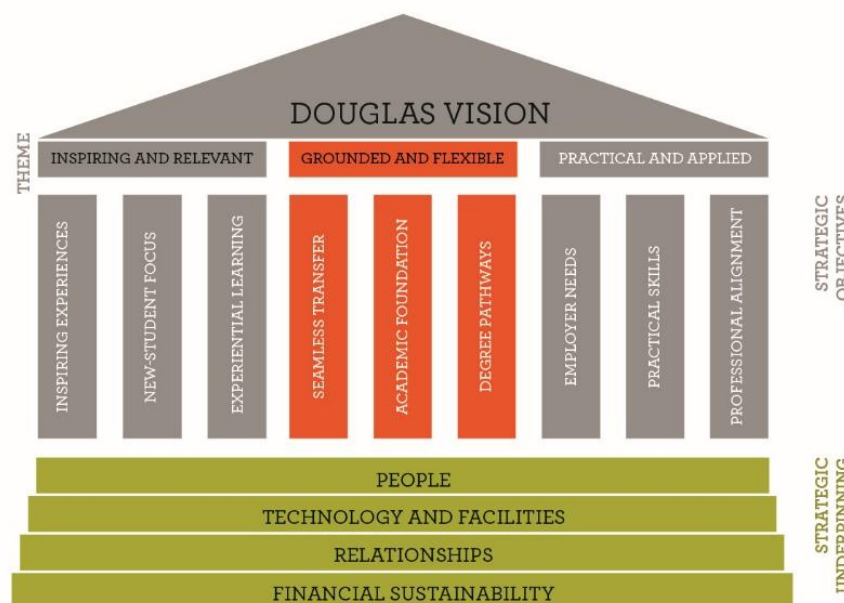 DOUGLAS VISION
THEME
INSPIRING AND RELEVANT
GROUNDED AND FLEXIBLE
PRACTICAL AND APPLIED
INSPIRING EXPERIENCES
NEW-STUDENT FOCUS
EXPERIENTIAL LEARNING
SEAMLESS TRANSFER
ACADEMIC FOUNDATION
DEGREE PATHWAYS
EMPLOYER NEEDS
PRACTICAL SKILLS
PROFESSIONAL ALIGNMENT
STRATEGIC
OBJECTIVES
PEOPLE
TECHNOLOGY AND FACILITIES
RELATIONSHIPS
FINANCIAL SUSTAINABILITY
STRATEGIC
UNDERPINNING